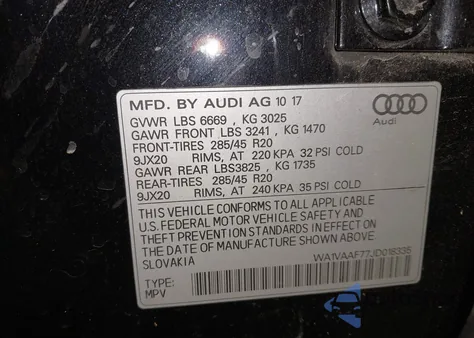 MFD. BY AUDI AG 10 17
GVWR LBS 6669 , KG 3025
GAWR FRONT LBS 3241 , KG 1470
FRONT-TIRES 285/45 R20
9JX20 RIMS, AT 220 KPA 32 PSI COLD
GAWR REAR LBS3825 , KG 1735
REAR-TIRES 285/45 R20
9JX20 RIMS, AT 240 KPA 35 PSI COLD
THIS VEHICLE CONFORMS TO ALL APPLICABLE
U.S. FEDERAL MOTOR VEHICLE SAFETY AND
THEFT PREVENTION STANDARDS IN EFFECT ON
THE DATE OF MANUFACTURE SHOWN ABOVE.
SLOVAKIA WA1VAAF77JD018335
TYPE:
MPV
Audi